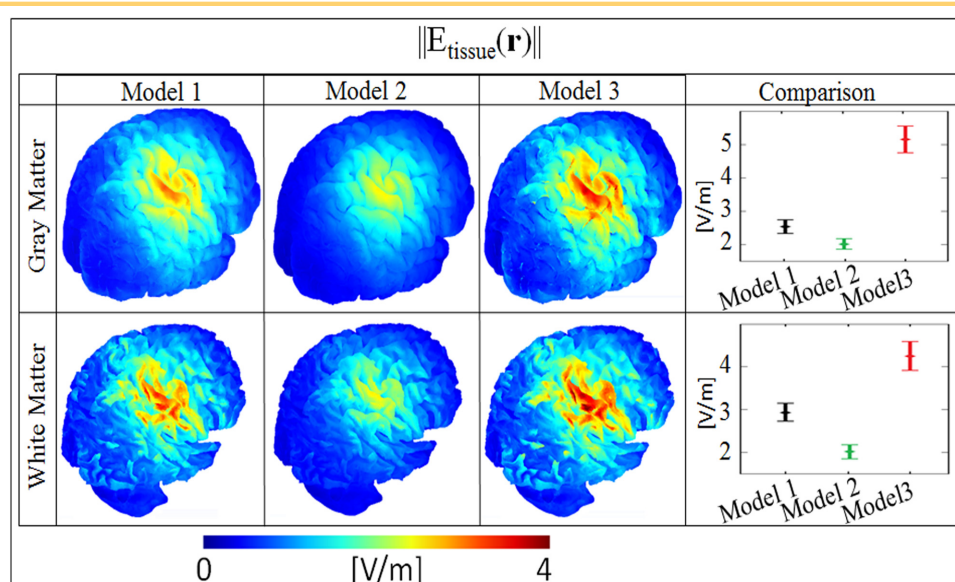 ||E_tissue(r)||
Model 1 Model 2 Model 3 Comparison
Gray Matter
5
4
3
2
[V/m]
Model 1 Model 2 Model3
White Matter
4
3
2
[V/m]
Model 1 Model 2 Model3
0 [V/m] 4